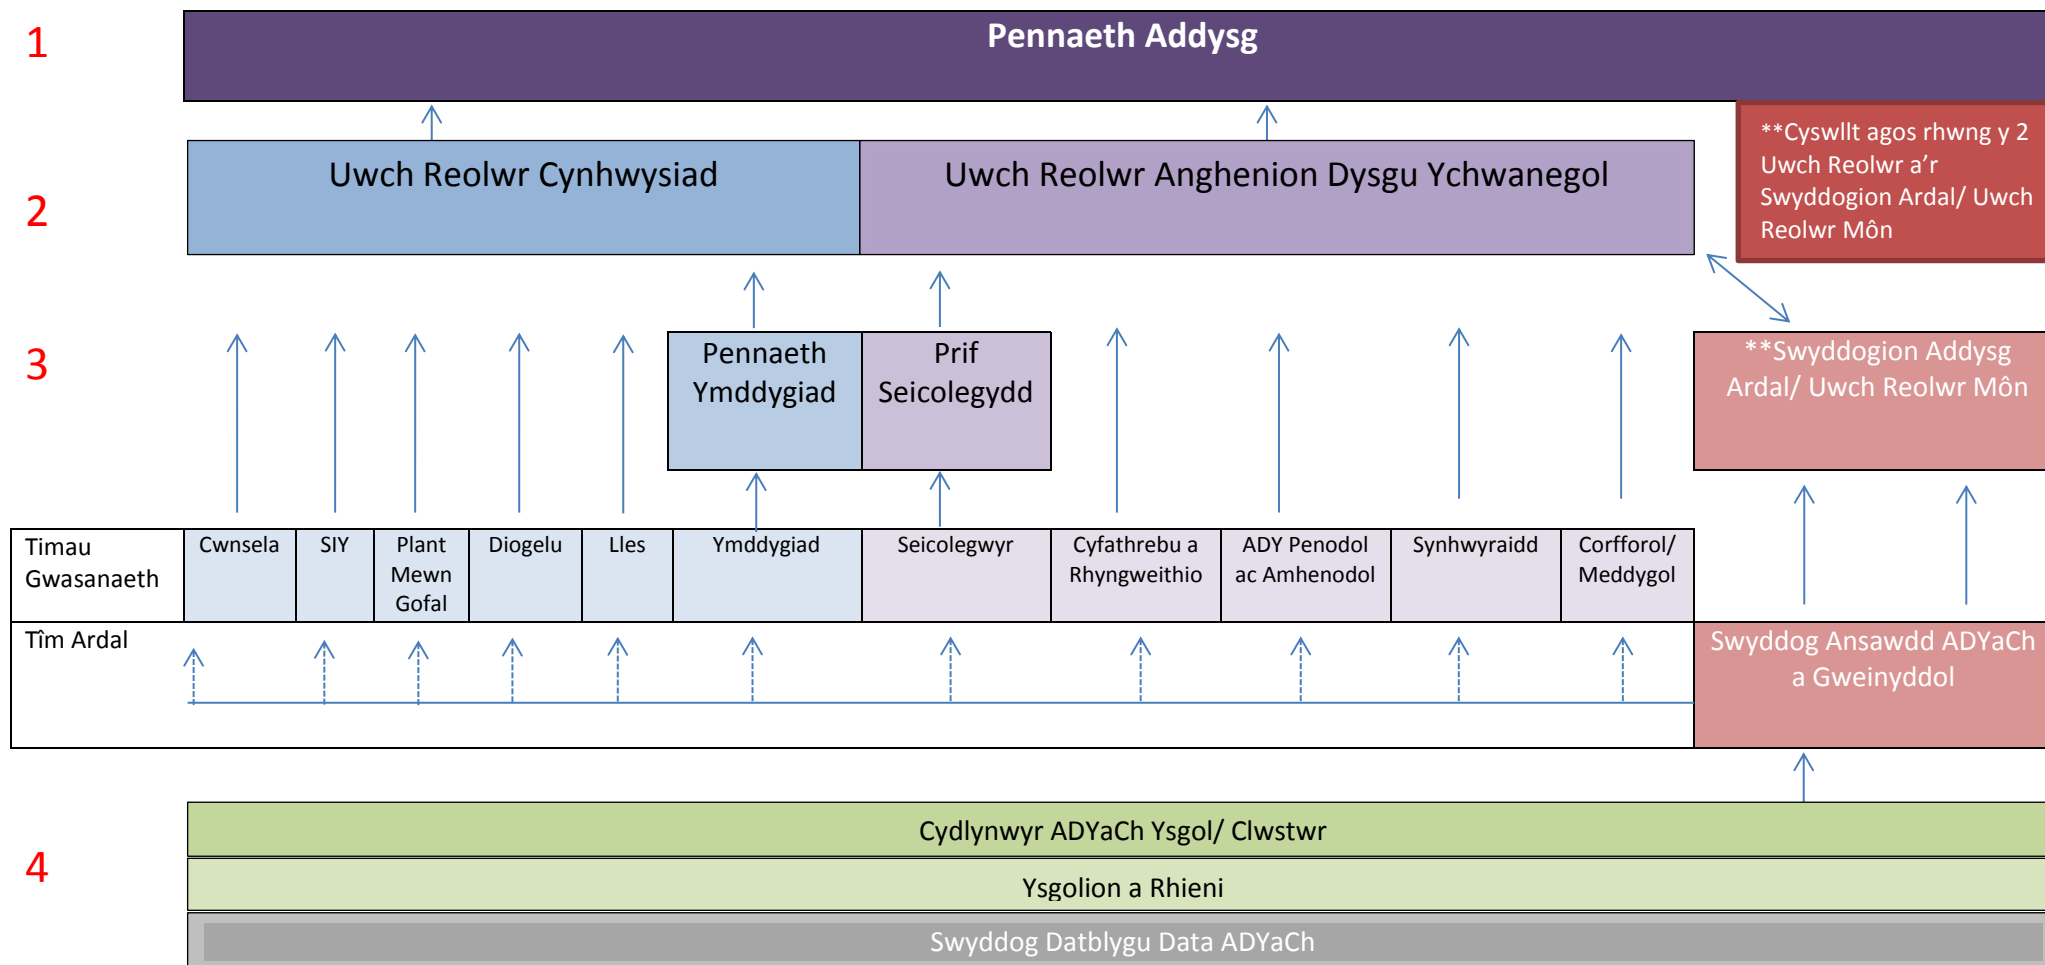 1
Pennaeth Addysg
**Cyswllt agos rhwng y 2
Uwch Reolwr a’r
Swyddogion Ardal/ Uwch
Reolwr Môn
2
Uwch Reolwr Cynhwysiad
Uwch Reolwr Anghenion Dysgu Ychwanegol
3
Pennaeth
Ymddygiad
Prif
Seicolegydd
**Swyddogion Addysg
Ardal/ Uwch Reolwr Môn
Timau
Gwasanaeth
Cwnsela
SIY
Plant
Mewn
Gofal
Diogelu
Lles
Ymddygiad
Seicolegwyr
Cyfathrebu a
Rhyngweithio
ADY Penodol
ac Amhenodol
Synhwyraidd
Corfforol/
Meddygol
Tîm Ardal
Swyddog Ansawdd ADYaCh
a Gweinyddol
4
Cydlynwyr ADYaCh Ysgol/ Clwstwr
Ysgolion a Rhieni
Swyddog Datblygu Data ADYaCh